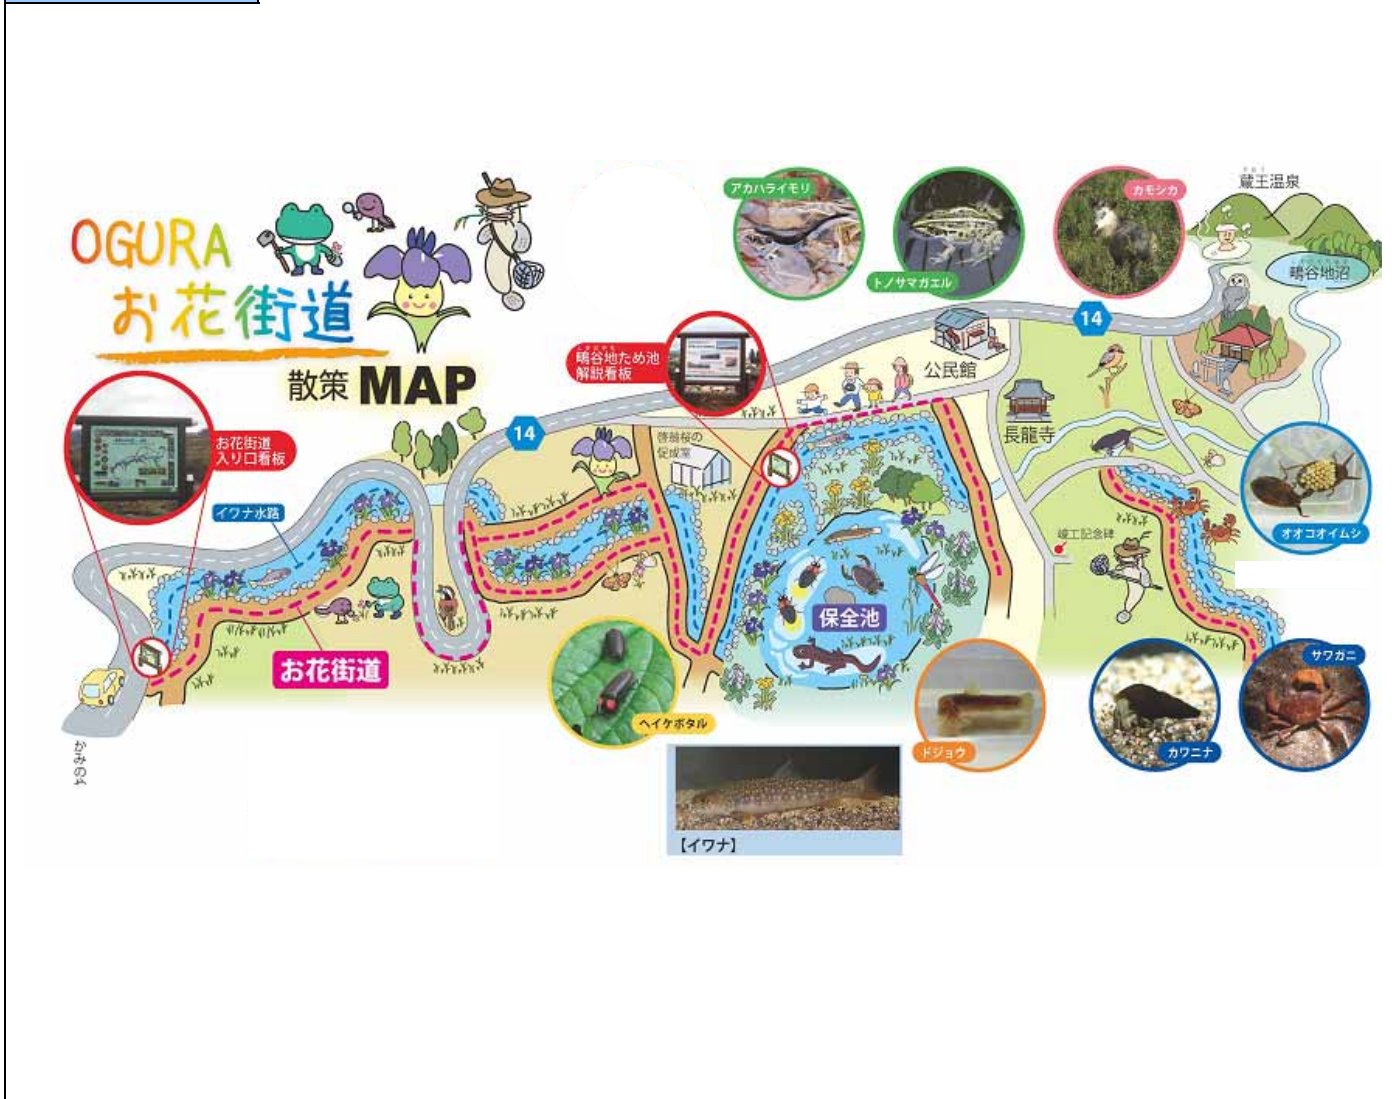 OGURA
お花街道
散策 MAP
アカハライモリ
トノサマガエル
カモシカ
ざおう
蔵王温泉
鴫谷地沼
14
鴫谷地ため池
解説看板
公民館
長龍寺
14
啓翁桜の
促成室
お花街道
入り口看板
イワナ水路
オオコオイムシ
竣工記念碑
保全池
お花街道
サワガニ
ヘイケボタル
ドジョウ
カワニナ
かみのやま
【イワナ】